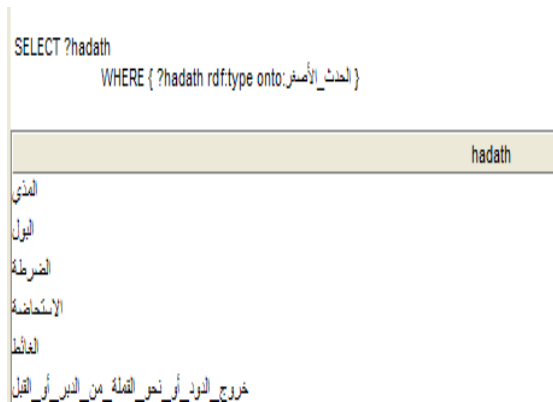 SELECT ?hadath
WHERE { ?hadath rdf:type onto:الحدث_الأصغر }
hadath
المذي
البول
الضرطة
الاستحاضة
الغائط
خروج_الدود_أو_نحو_القملة_من_الدبر_أو_القبل